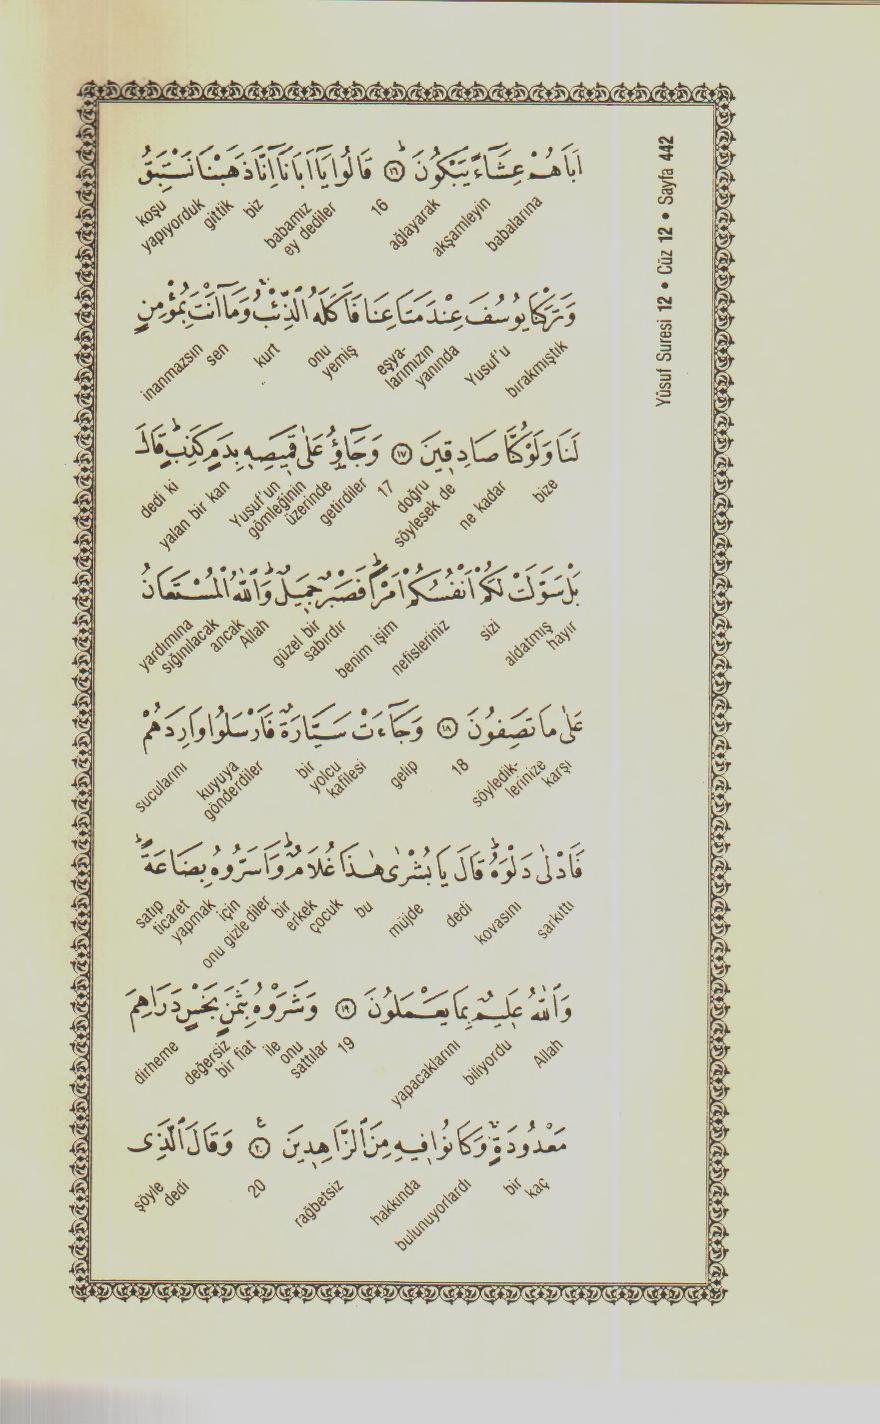 Yûsuf Suresi 12 • Cüz 12 • Sayfa 442
اَبَاهُمْ عِشَٓاءً يَبْكُونَۜ ﴿١٦﴾ قَالُوا يَٓا اَبَانَٓا اِنَّا ذَهَبْنَا نَسْتَبِقُ
babalarına akşamleyin ağlayarak 16 ey dediler babamız biz gittik yapıyorduk koşu
وَتَرَكْنَا يُوسُفَ عِنْدَ مَتَاعِنَا فَاَكَلَهُ الذِّئْبُۚ وَمَٓا اَنْتَ بِمُؤْمِنٍ
bırakmıştık Yusuf'u yanında eşya-larımızın yemiş onu kurt sen inanmazsın
لَنَا وَلَوْ كُنَّا صَادِقٖينَ ﴿١٧﴾ وَجَٓاؤُ۫ عَلٰى قَمٖيصِهٖ بِدَمٍ كَذِبٍۜ قَالَ
bize ne kadar söylesek de doğru 17 getirdiler üzerinde gömleğinin Yusuf'un yalan bir kan dedi ki
بَلْ سَوَّلَتْ لَكُمْ اَنْفُسُكُمْ اَمْراًۜ فَصَبْرٌ جَمٖيلٌۜ وَاللّٰهُ الْمُسْتَعَانُ
hayır aldatmış sizi nefisleriniz benim işim sabırdır güzel bir Allah ancak sığınılacak yardımına
عَلٰى مَا تَصِفُونَ ﴿١٨﴾ وَجَٓاءَتْ سَيَّارَةٌ فَاَرْسَلُوا وَارِدَهُمْ
karşı söyledik-lerinize 18 gelip kafilesi yolcu bir gönderdiler kuyuya sucularını
فَاَدْلٰى دَلْوَهُۜ قَالَ يَا بُشْرٰى هٰذَا غُلَامٌۜ وَاَسَرُّوهُ بِضَاعَةًۜ
sarkıttı kovasını dedi müjde bu çocuk erkek bir onu gizlediler için yapmak ticaret satıp
وَاللّٰهُ عَلٖيمٌ بِمَا يَعْمَلُونَ ﴿١٩﴾ وَشَرَوْهُ بِثَمَنٍ بَخْسٍ دَرَاهِمَ
Allah biliyordu yapacaklarını 19 sattılar onu ile bir fiat değersiz dirheme
مَعْدُودَةٍۚ وَكَانُوا فٖيهِ مِنَ الزَّاهِدٖينَ ﴿٢٠﴾ وَقَالَ الَّذِى
kaç bir bulunuyorlardı hakkında rağbetsiz 20 dedi şöyle